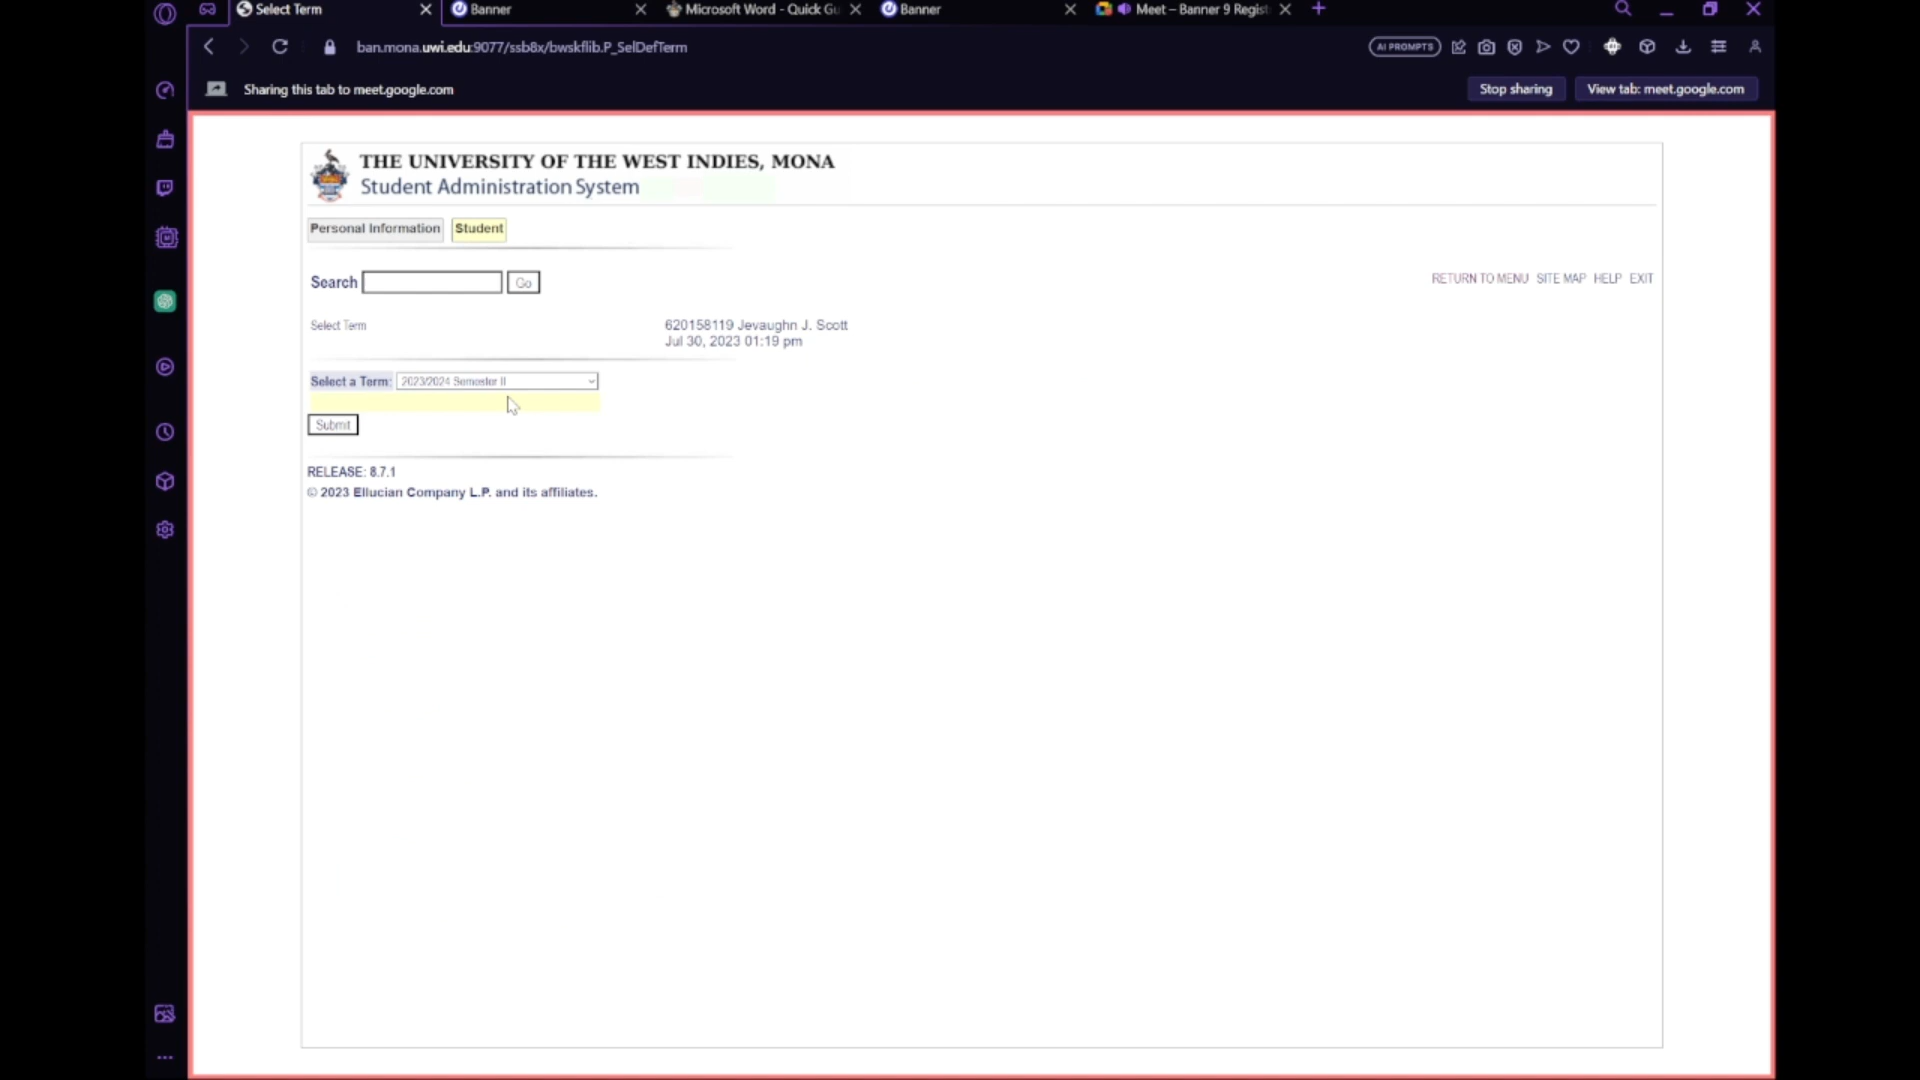 Select Term
Banner
Microsoft Word - Quick Gu
Banner
Meet – Banner 9 Regist
ban.mona.uwi.edu:9077/ssb8x/bwskflib.P_SelDefTerm
AI PROMPTS
Sharing this tab to meet.google.com
Stop sharing
View tab: meet.google.com
THE UNIVERSITY OF THE WEST INDIES, MONA
Student Administration System
Personal Information
Student
Search
Go
RETURN TO MENU SITE MAP HELP EXIT
Select Term
620158119 Jevaughn J. Scott
Jul 30, 2023 01:19 pm
Select a Term: 2023/2024 Semester II
Submit
RELEASE: 8.7.1
© 2023 Ellucian Company L.P. and its affiliates.